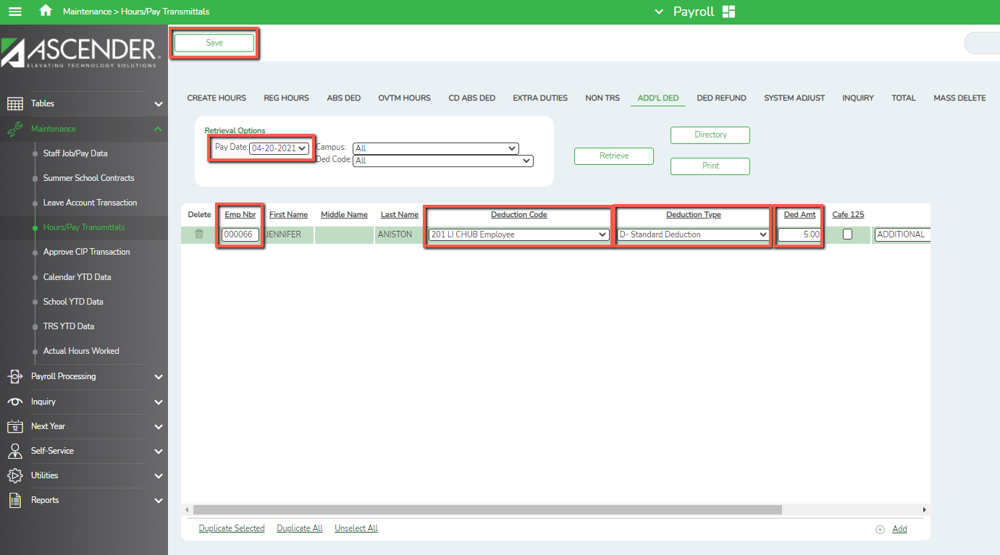 Maintenance > Hours/Pay Transmittals
Payroll
ASCENDER
ELEVATING TECHNOLOGY SOLUTIONS
Save
Tables
Maintenance
Staff Job/Pay Data
Summer School Contracts
Leave Account Transaction
Hours/Pay Transmittals
Approve CIP Transaction
Calendar YTD Data
School YTD Data
TRS YTD Data
Actual Hours Worked
Payroll Processing
Inquiry
12
Next Year
Self-Service
Utilities
Reports
CREATE HOURS REG HOURS ABS DED OVTM HOURS CD ABS DED EXTRA DUTIES NON TRS ADD'L DED DED REFUND SYSTEM ADJUST INQUIRY TOTAL MASS DELETE
Retrieval Options
Pay Date: 04-20-2021 Campus: All
Ded Code: All
Retrieve
Directory
Print
Delete Emp Nbr First Name Middle Name Last Name Deduction Code Deduction Type Ded Amt Cafe 125
000066 JENNIFER ANISTON 201 LI CHUB Employee D- Standard Deduction 5.00 ADDITIONAL
Duplicate Selected Duplicate All Unselect All Add